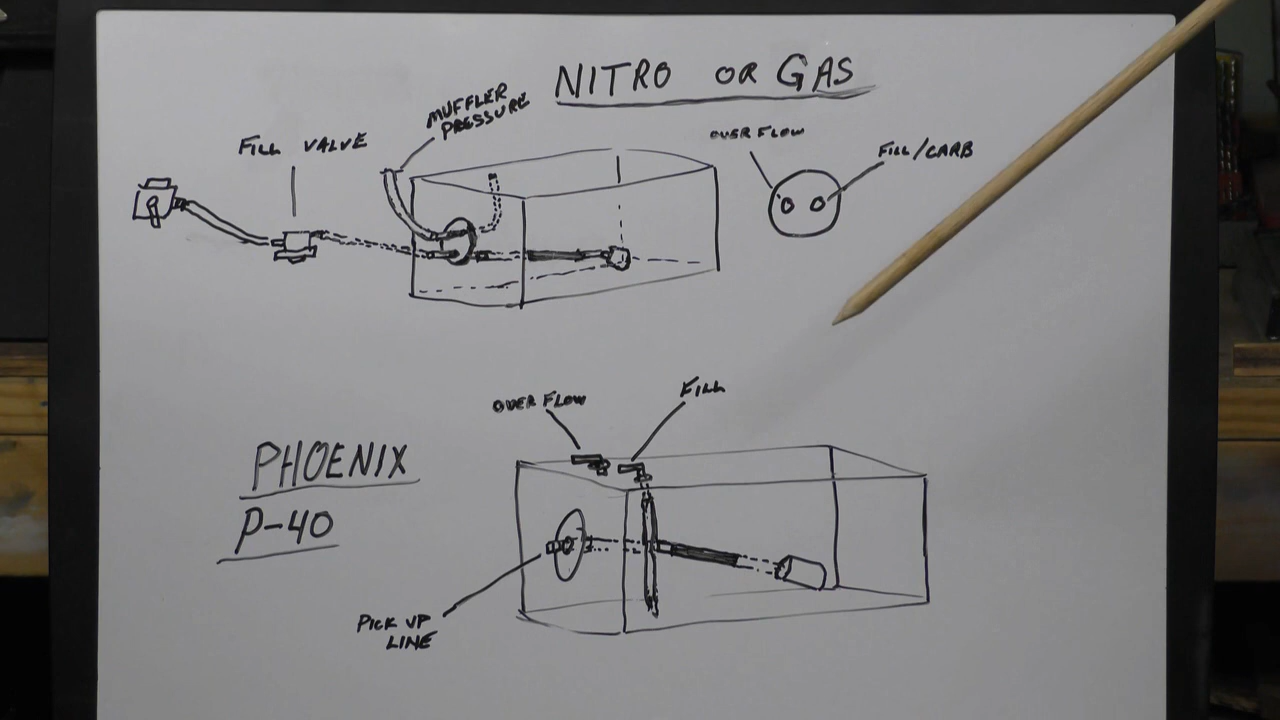 NITRO OR GAS
MUFFLER
PRESSURE
FILL VALVE
OVER FLOW
FILL/CARB
OVER FLOW
FILL
PHOENIX
P-40
PICK UP
LINE